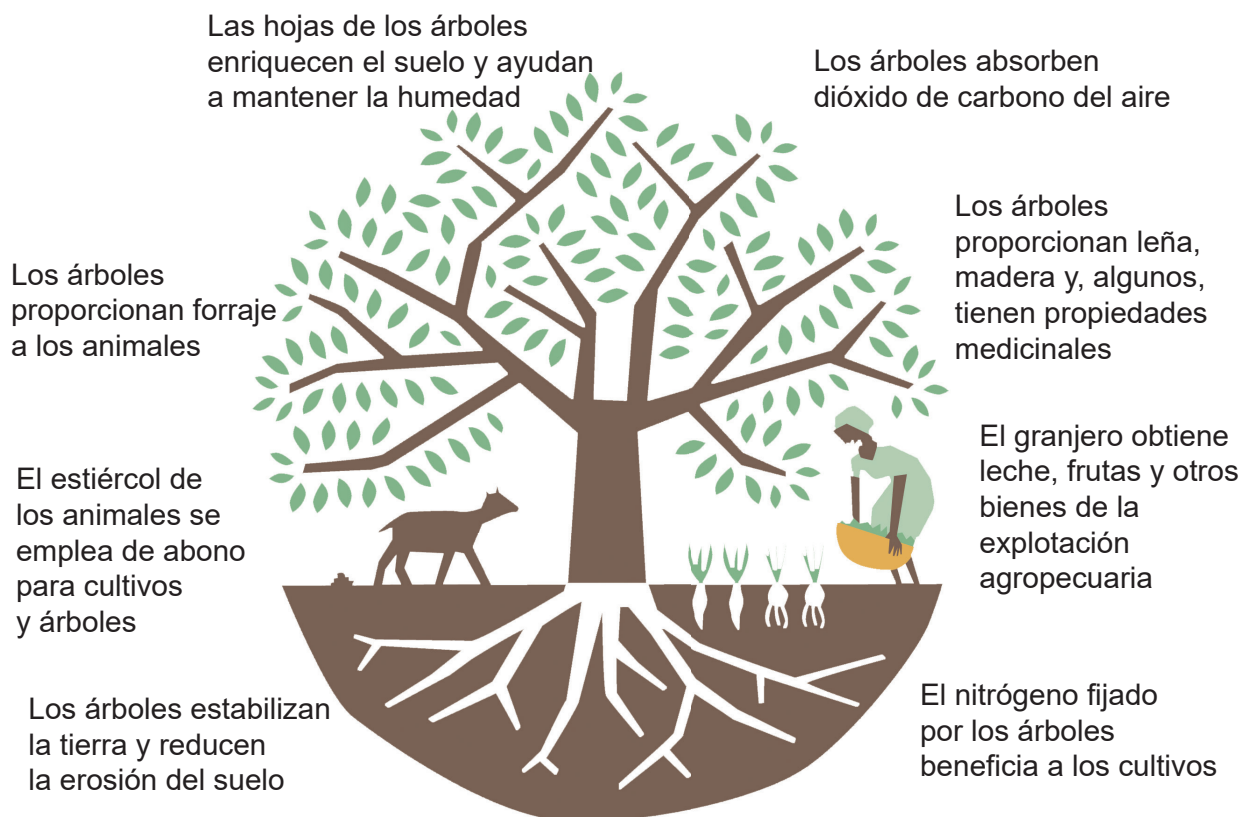 Las hojas de los árboles
enriquecen el suelo y ayudan
a mantener la humedad
Los árboles absorben
dióxido de carbono del aire
Los árboles
proporcionan forraje
a los animales
Los árboles
proporcionan leña,
madera y, algunos,
tienen propiedades
medicinales
El estiércol de
los animales se
emplea de abono
para cultivos
y árboles
El granjero obtiene
leche, frutas y otros
bienes de la
explotación
agropecuaria
Los árboles estabilizan
la tierra y reducen
la erosión del suelo
El nitrógeno fijado
por los árboles
beneficia a los cultivos